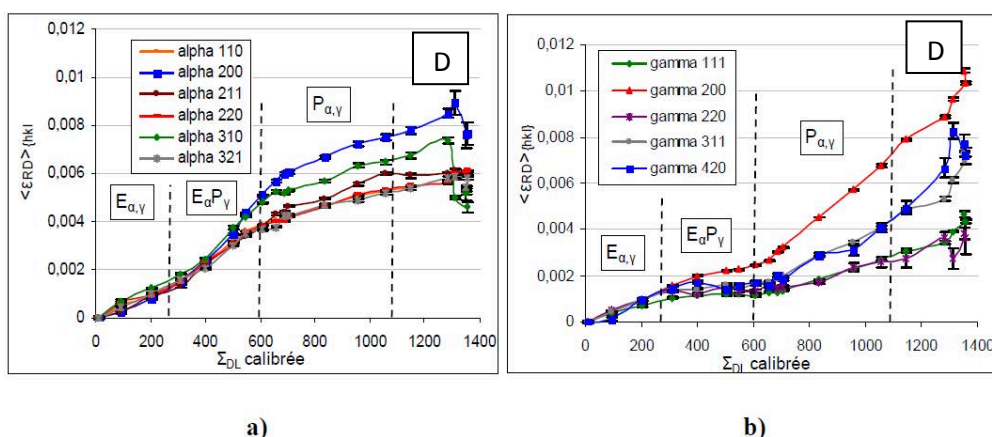 0,012
0,01
0,008
0,006
0,004
0,002
0
<εRD>{hkl}
alpha 110
alpha 200
alpha 211
alpha 220
alpha 310
alpha 321
D
Pα,γ
Eα,γ
EαPγ
0 200 400 600 800 1000 1200 1400
ΣDL calibrée
a)
0,012
0,01
0,008
0,006
0,004
0,002
0
<εRD>{hkl}
gamma 111
gamma 200
gamma 220
gamma 311
gamma 420
D
Pα,γ
Eα,γ
EαPγ
0 200 400 600 800 1000 1200 1400
ΣDL calibrée
b)